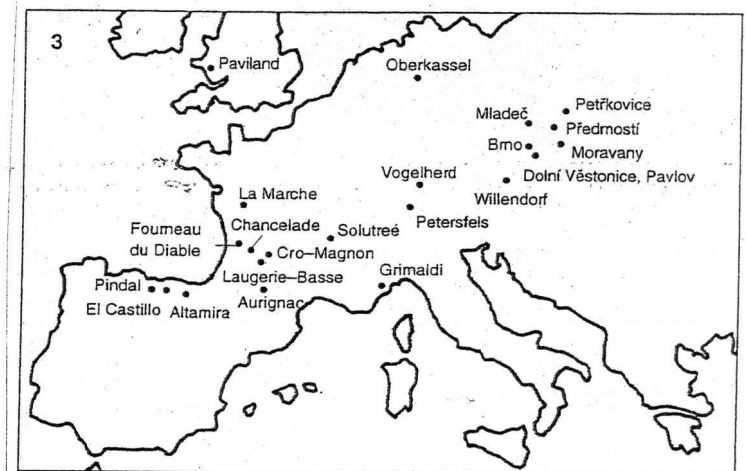 3
Paviland
Oberkassel
Petřkovice
Mladeč
Předmostí
Brno
Moravany
Dolní Věstonice, Pavlov
Vogelherd
Willendorf
La Marche
Petersfels
Chancelade
Solutreé
Fourneau
du Diable
Cro–Magnon
Grimaldi
Laugerie–Basse
Pindal
Aurignac
El Castillo
Altamira